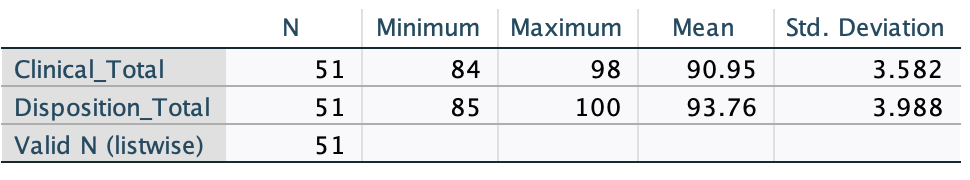 N Minimum Maximum Mean Std. Deviation
Clinical_Total 51 84 98 90.95 3.582
Disposition_Total 51 85 100 93.76 3.988
Valid N (listwise) 51